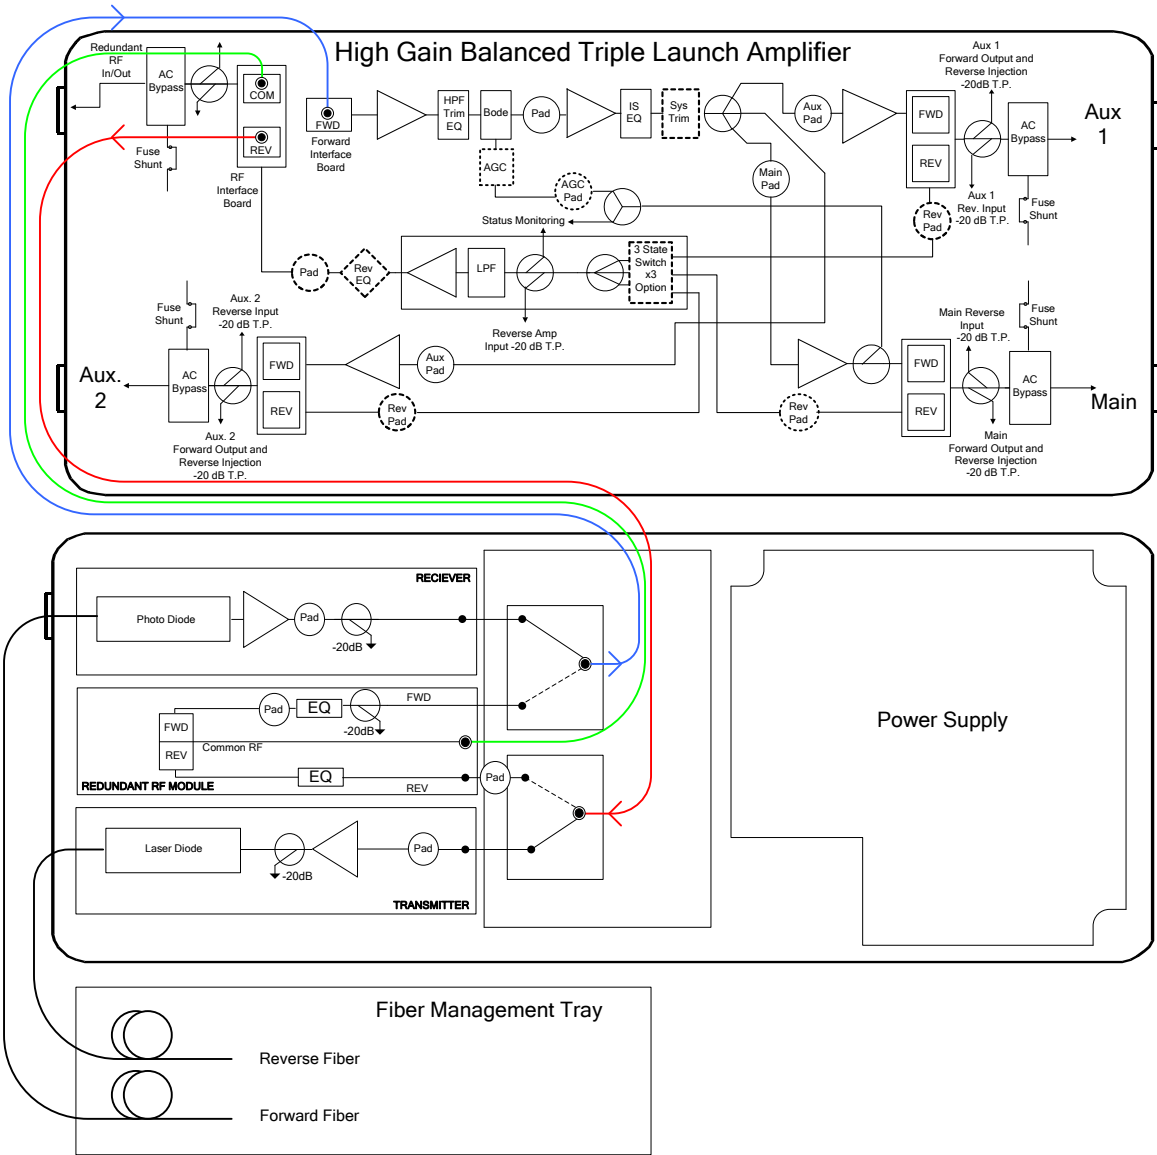 High Gain Balanced Triple Launch Amplifier
Redundant
RF
In/Out
AC
Bypass
COM
REV
Fuse
Shunt
RF
Interface
Board
FWD
Forward
Interface
Board
HPF
Trim
EQ
Bode
Pad
IS
EQ
Sys
Trim
AGC
AGC
Pad
Aux
Pad
Main
Pad
FWD
REV
Aux 1
Forward Output and
Reverse Injection
-20dB T.P.
AC
Bypass
Aux
1
Aux 1
Rev. Input
-20 dB T.P.
Fuse
Shunt
Rev
Pad
Status Monitoring
Pad
Rev
EQ
LPF
3 State
Switch
x3
Option
Reverse Amp
Input -20 dB T.P.
Fuse
Shunt
Aux. 2
Reverse Input
-20 dB T.P.
Aux.
2
AC
Bypass
FWD
REV
Aux. 2
Forward Output and
Reverse Injection
-20 dB T.P.
Aux
Pad
Rev
Pad
Main Reverse
Input
-20 dB T.P.
Fuse
Shunt
Rev
Pad
FWD
REV
AC
Bypass
Main
Main
Forward Output and
Reverse Injection
-20 dB T.P.
RECIEVER
Photo Diode
Pad
-20dB
FWD
REV
Pad
EQ
-20dB
FWD
Common RF
EQ
REV
Pad
REDUNDANT RF MODULE
Laser Diode
-20dB
Pad
TRANSMITTER
Power Supply
Fiber Management Tray
Reverse Fiber
Forward Fiber